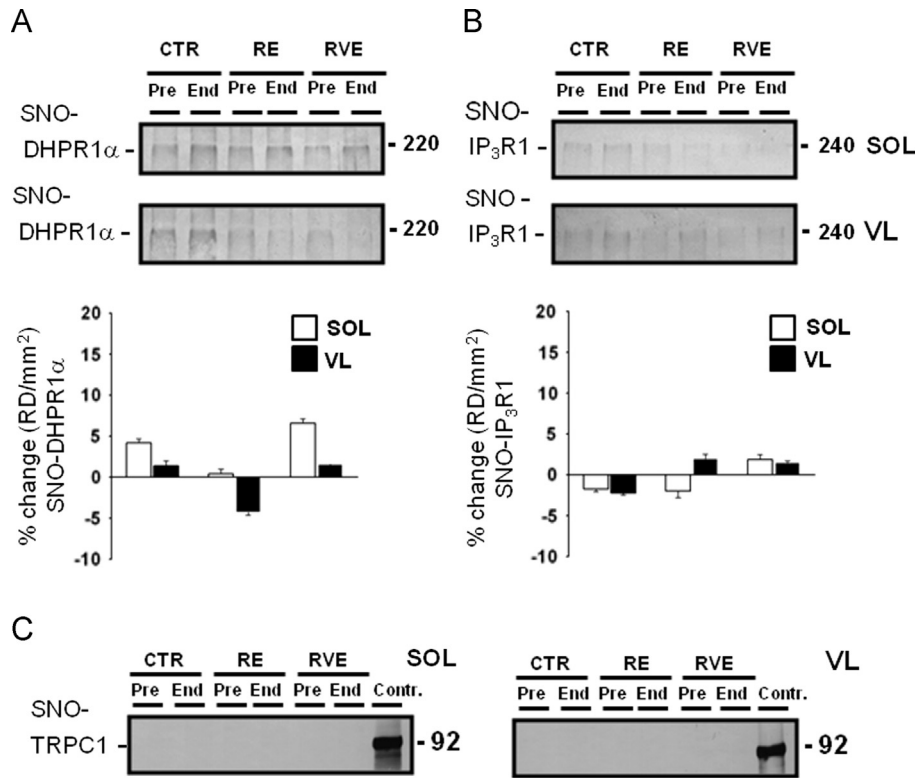 A
CTR RE RVE
Pre End Pre End Pre End
SNO-
DHPR1α - 220
SNO-
DHPR1α - 220
% change (RD/mm²)
SNO-DHPR1α
20
15
10
5
0
-5
-10
SOL
VL
B
CTR RE RVE
Pre End Pre End Pre End
SNO-
IP₃R1 - - 240 SOL
SNO -
IP₃R1 - - 240 VL
% change (RD/mm²)
SNO-IP₃R1
20
15
10
5
0
-5
-10
SOL
VL
C
CTR RE RVE SOL
Pre End Pre End Pre End Contr.
SNO-
TRPC1 - - 92
CTR RE RVE VL
Pre End Pre End Pre End Contr.
- 92